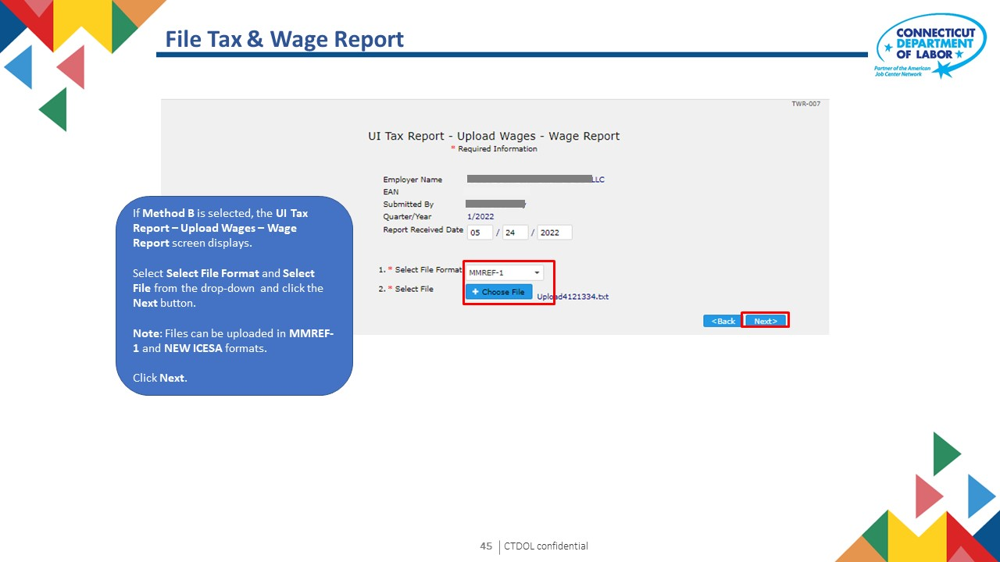 File Tax & Wage Report
CONNECTICUT
DEPARTMENT
OF LABOR
Partner of the American
Job Center Network
TWR-007
UI Tax Report - Upload Wages - Wage Report
* Required Information
Employer Name LLC
EAN
Submitted By
Quarter/Year 1/2022
Report Received Date 05 / 24 / 2022
1. * Select File Format MMREF-1
2. * Select File + Choose File Upload4121334.txt
<Back Next>
If Method B is selected, the UI Tax
Report – Upload Wages – Wage
Report screen displays.
Select Select File Format and Select
File from the drop-down and click the
Next button.
Note: Files can be uploaded in MMREF-
1 and NEW ICESA formats.
Click Next.
45 CTDOL confidential